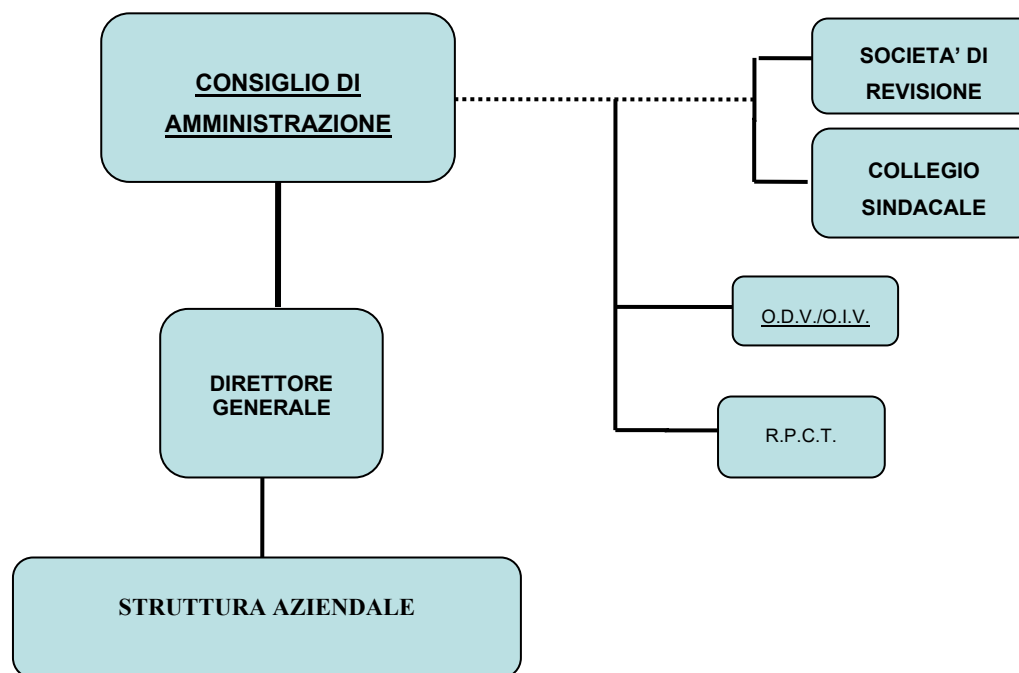 CONSIGLIO DI
AMMINISTRAZIONE
SOCIETA’ DI
REVISIONE
COLLEGIO
SINDACALE
O.D.V./O.I.V.
DIRETTORE
GENERALE
R.P.C.T.
STRUTTURA AZIENDALE